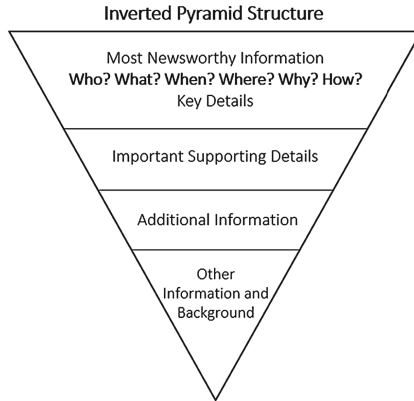 Inverted Pyramid Structure
Most Newsworthy Information
Who? What? When? Where? Why? How?
Key Details
Important Supporting Details
Additional Information
Other
Information and
Background